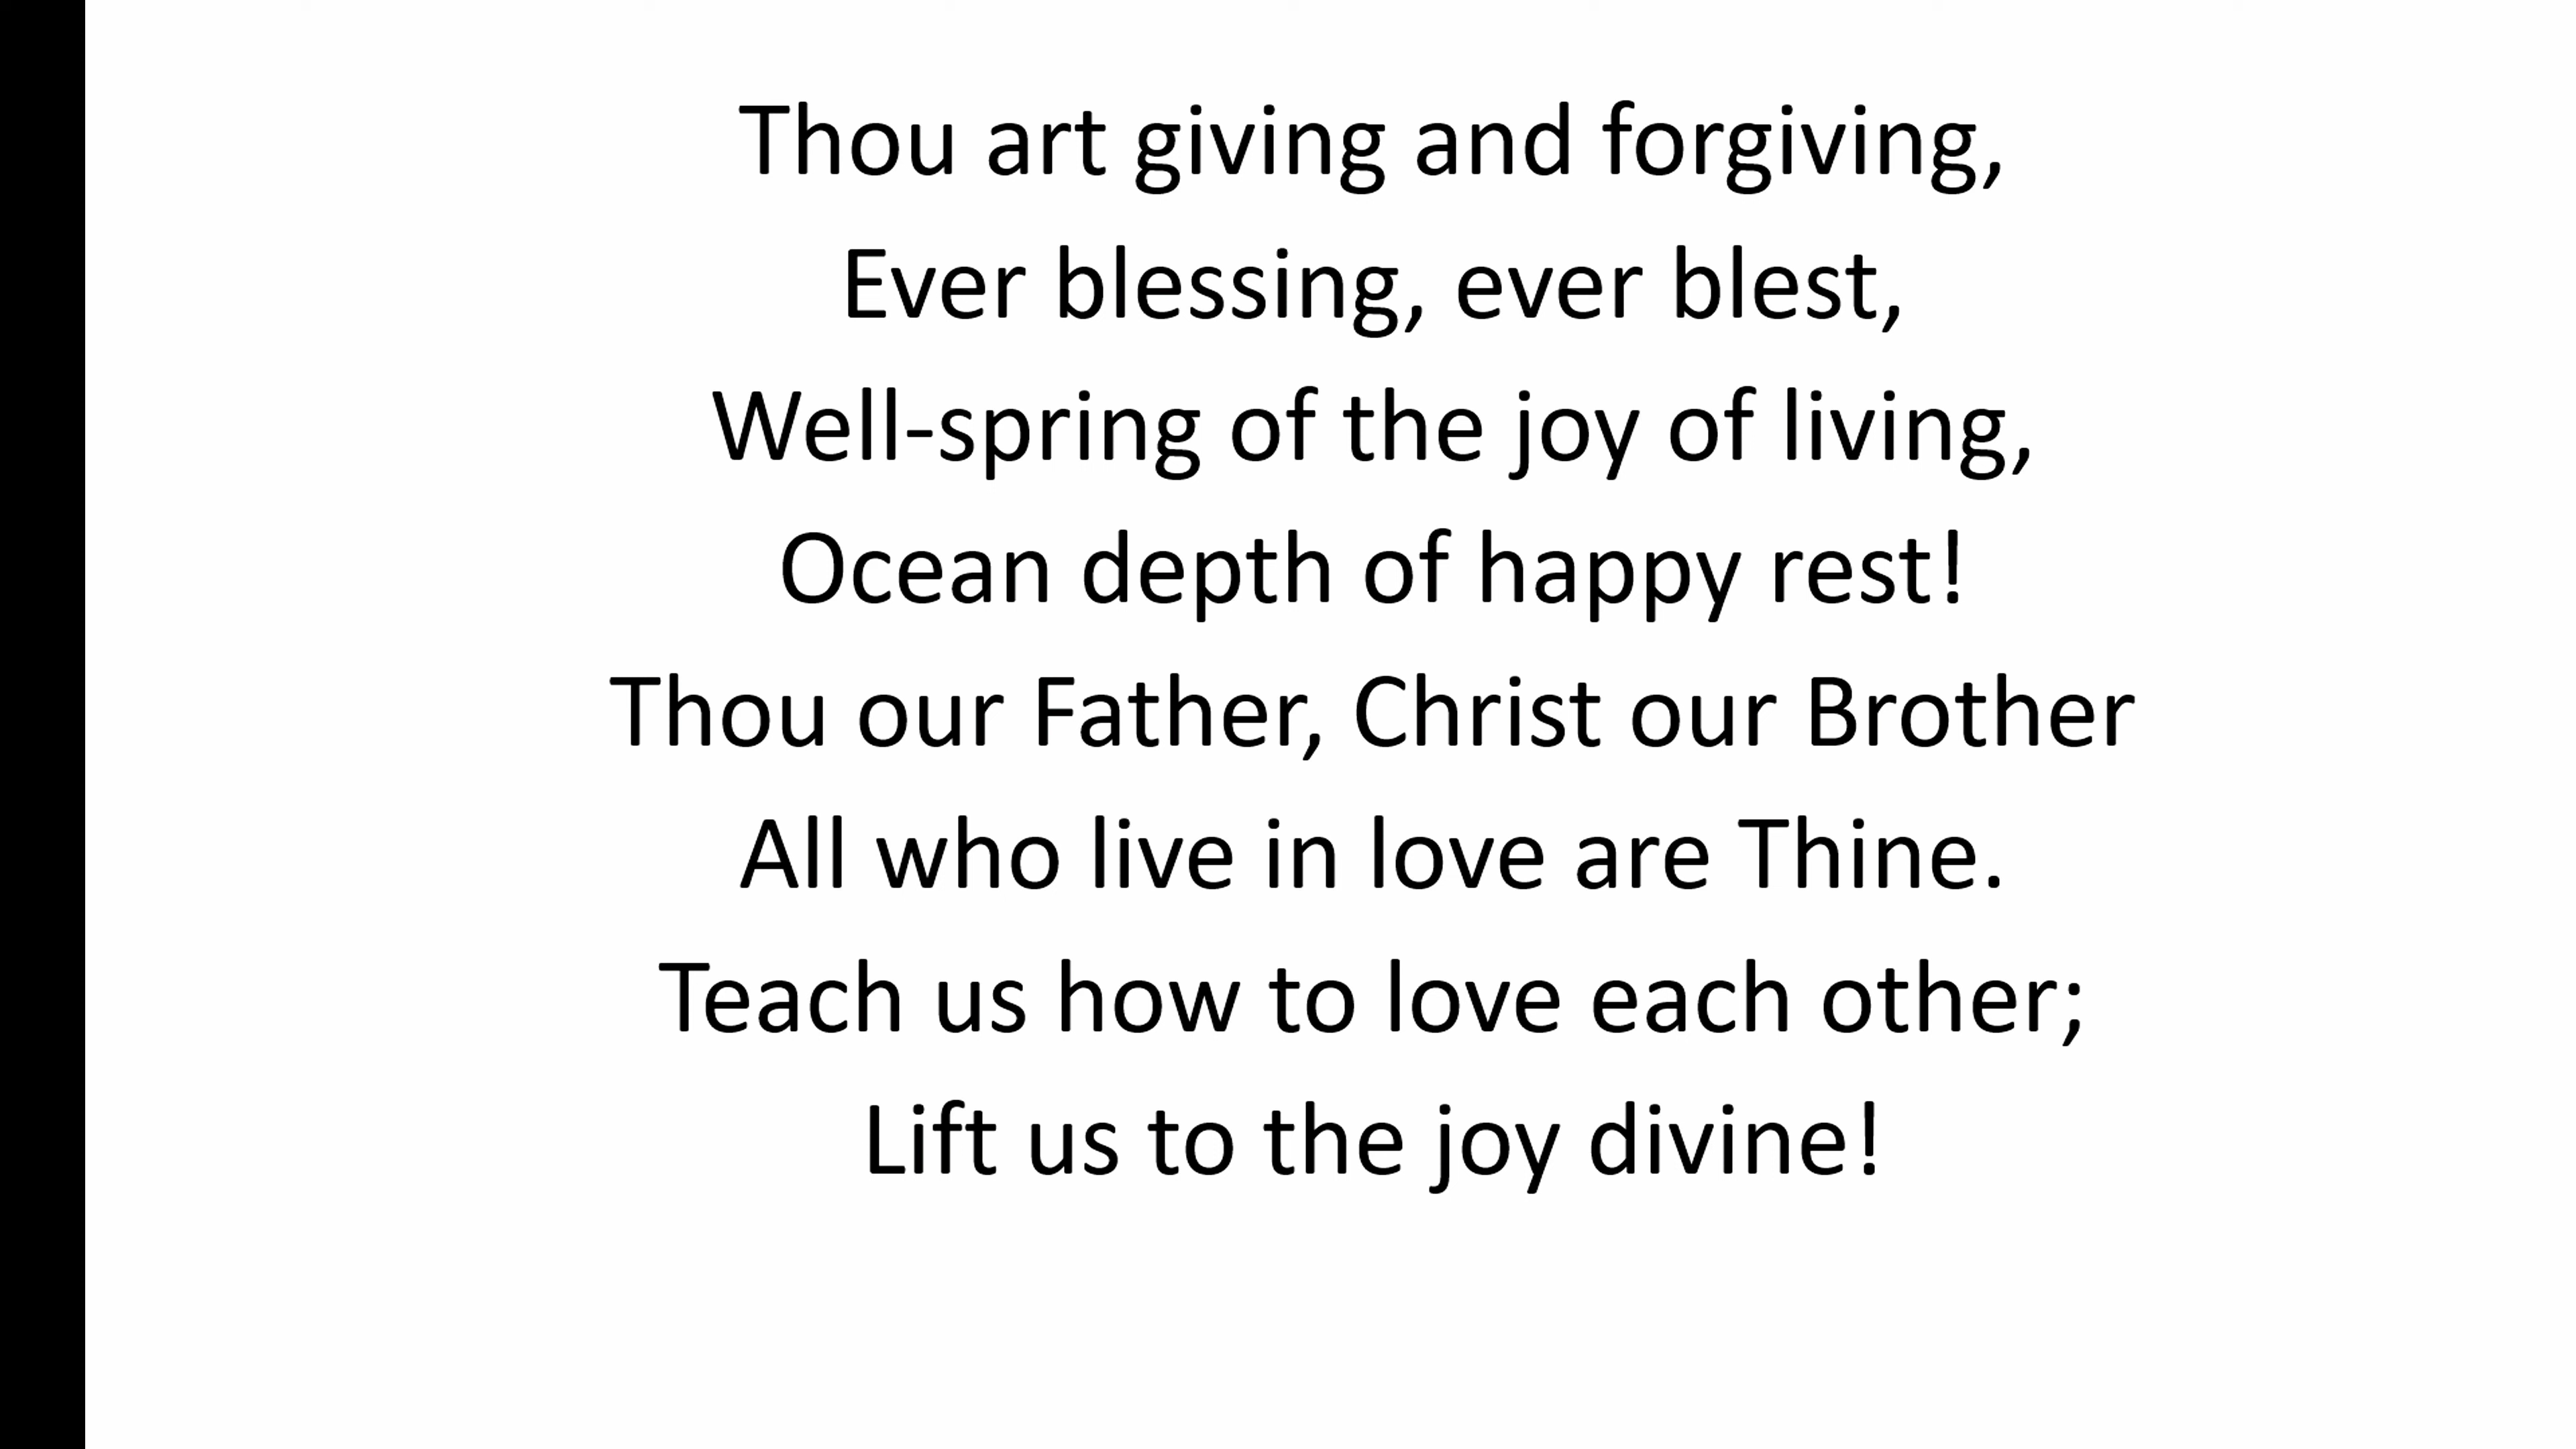 Thou art giving and forgiving,
Ever blessing, ever blest,
Well-spring of the joy of living,
Ocean depth of happy rest!
Thou our Father, Christ our Brother
All who live in love are Thine.
Teach us how to love each other;
Lift us to the joy divine!